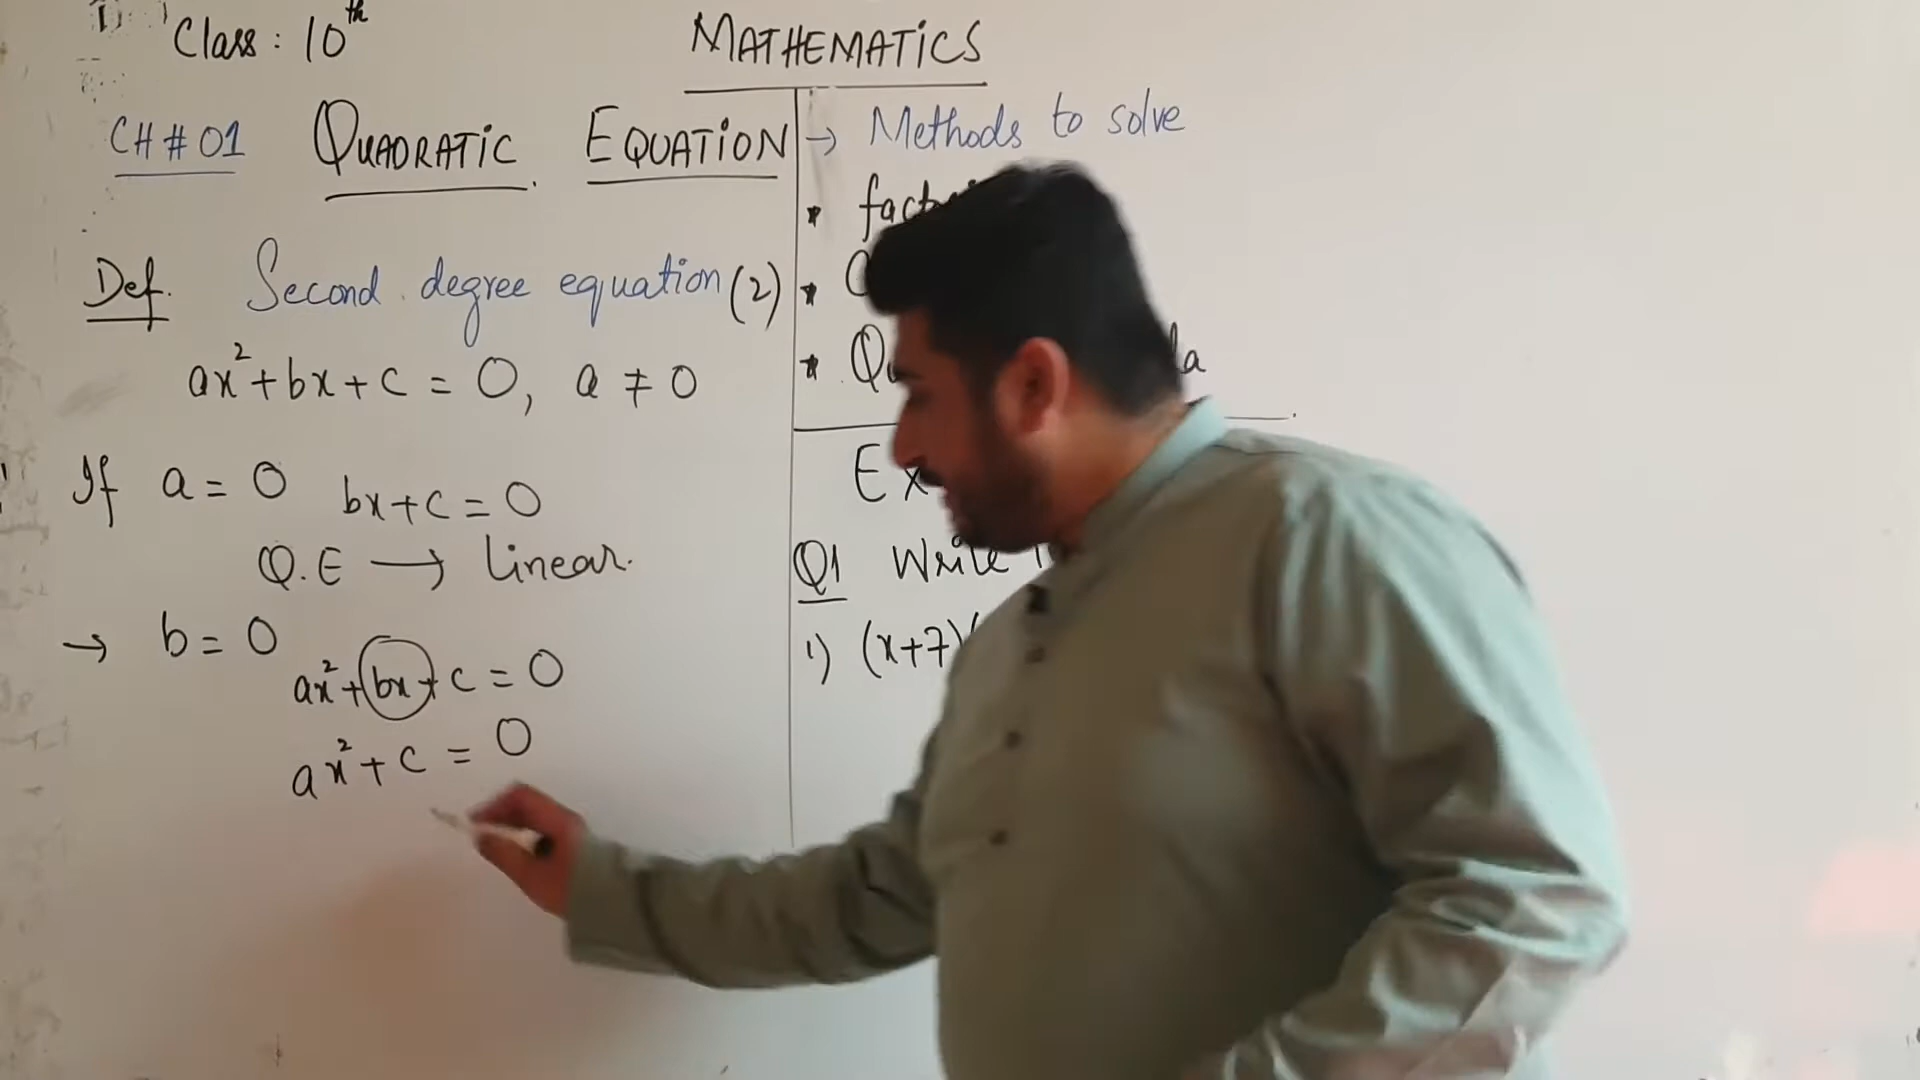 Class: 10th
MATHEMATICS
CH # 01 QUADRATIC EQUATION
Def. Second degree equation (2)
ax²+bx+c = 0, a ≠ 0
If a = 0 bx+c = 0
Q.E → Linear.
→ b = 0
ax²+bx+c = 0
ax²+c = 0
→ Methods to solve
*
*
*
Q1 Write
1) (x+7)(